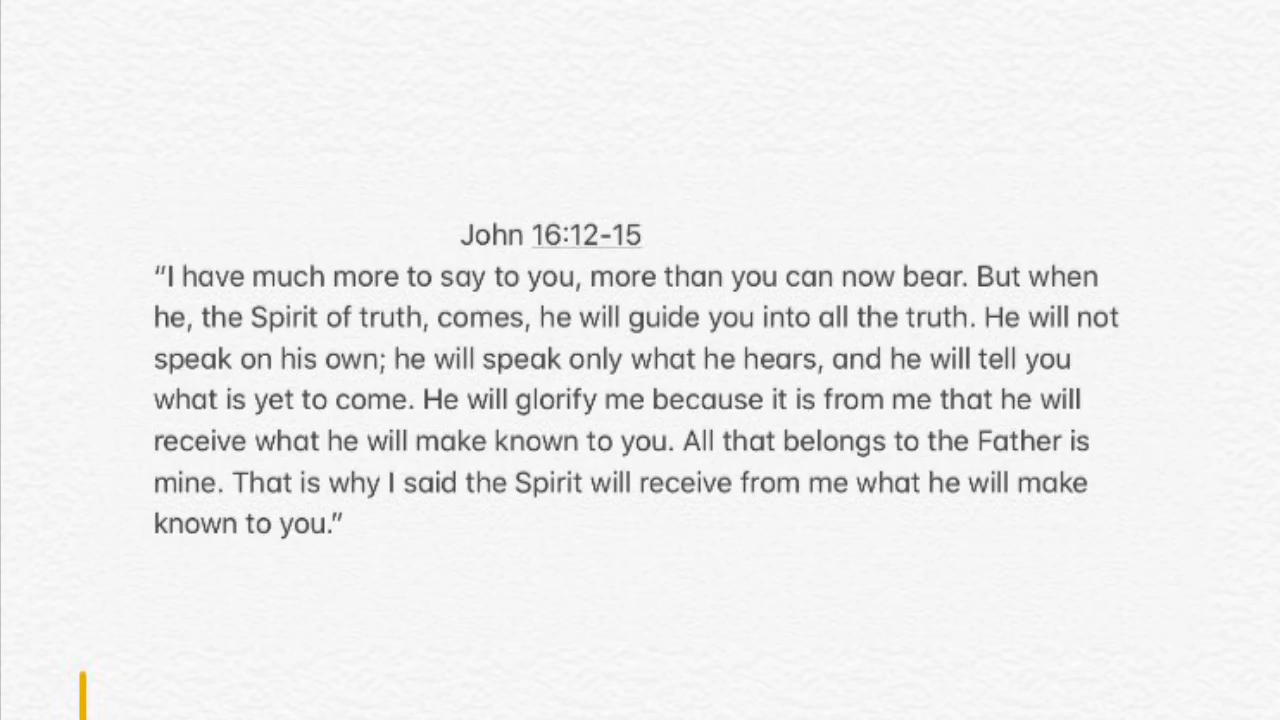 John 16:12-15
“I have much more to say to you, more than you can now bear. But when
he, the Spirit of truth, comes, he will guide you into all the truth. He will not
speak on his own; he will speak only what he hears, and he will tell you
what is yet to come. He will glorify me because it is from me that he will
receive what he will make known to you. All that belongs to the Father is
mine. That is why I said the Spirit will receive from me what he will make
known to you.”